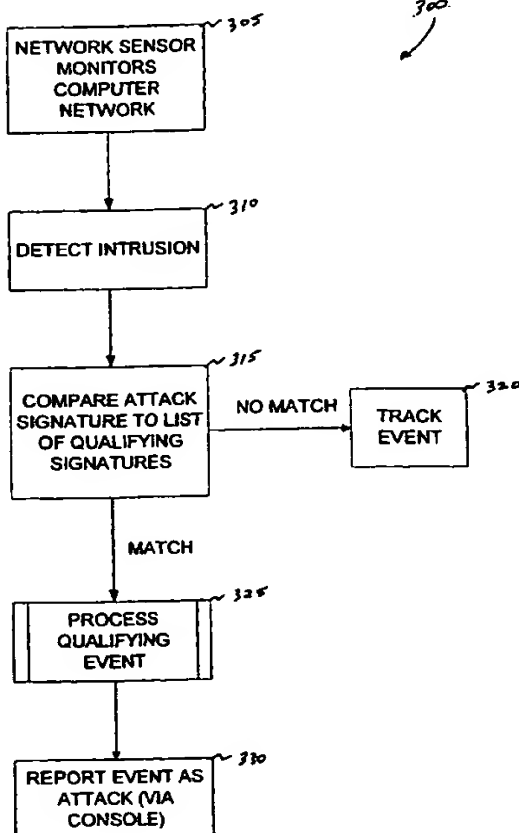 300
305
NETWORK SENSOR
MONITORS
COMPUTER
NETWORK
310
DETECT INTRUSION
315
COMPARE ATTACK
SIGNATURE TO LIST
OF QUALIFYING
SIGNATURES
NO MATCH
320
TRACK
EVENT
MATCH
325
PROCESS
QUALIFYING
EVENT
330
REPORT EVENT AS
ATTACK (VIA
CONSOLE)